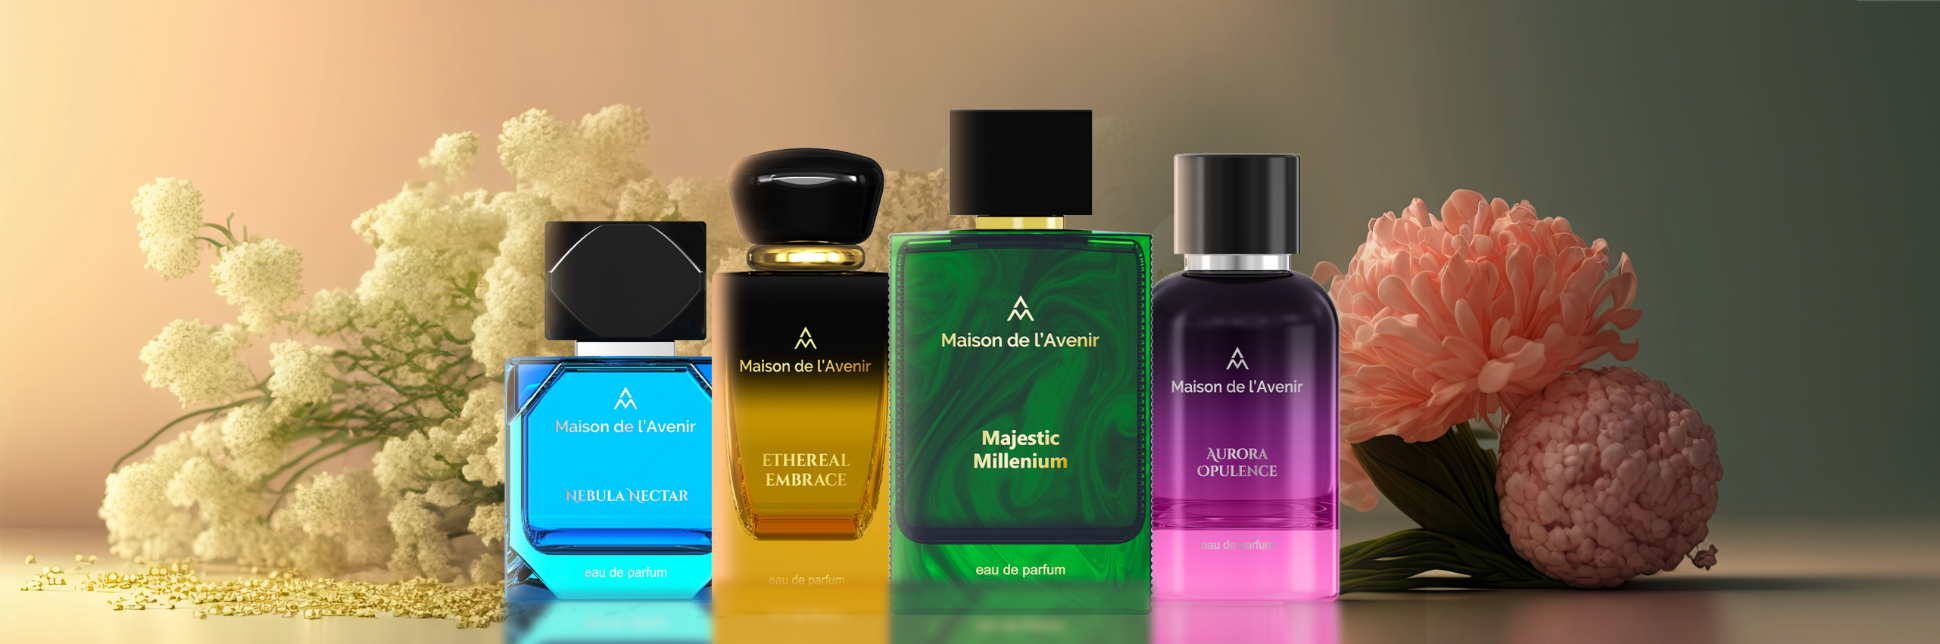 Maison de l'Avenir
NEBULA NECTAR
eau de parfum
Maison de l'Avenir
ETHEREAL
EMBRACE
eau de parfum
Maison de l'Avenir
Majestic
Millenium
eau de parfum
Maison de l'Avenir
AURORA
OPULENCE
eau de parfum